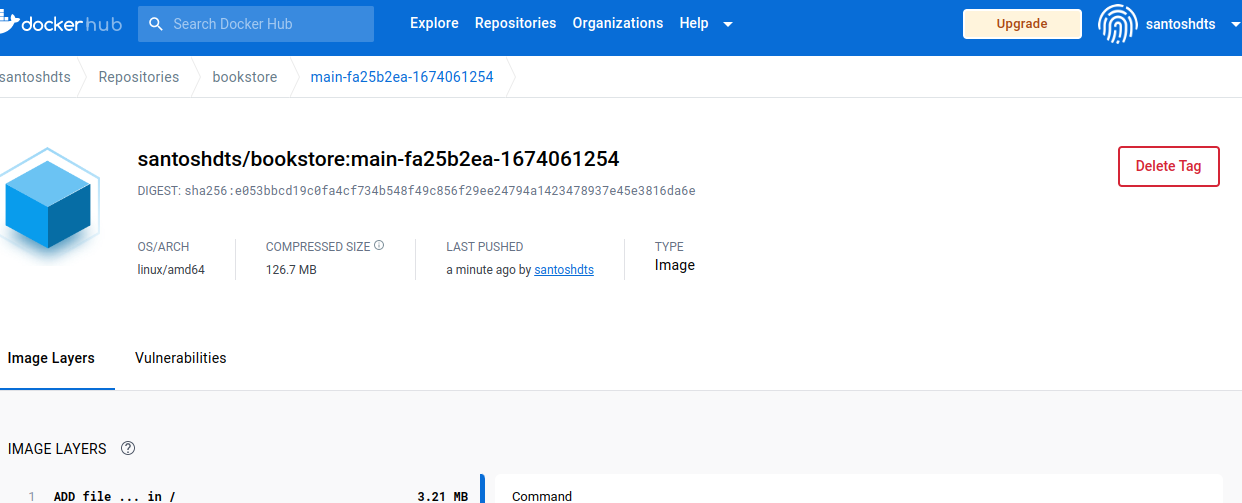 dockerhub Search Docker Hub Explore Repositories Organizations Help Upgrade santoshdts
santoshdts Repositories bookstore main-fa25b2ea-1674061254
santoshdts/bookstore:main-fa25b2ea-1674061254
Delete Tag
DIGEST: sha256:e053bbcd19c0fa4cf734b548f49c856f29ee24794a1423478937e45e3816da6e
OS/ARCH COMPRESSED SIZE LAST PUSHED TYPE
linux/amd64 126.7 MB a minute ago by santoshdts Image
Image Layers Vulnerabilities
IMAGE LAYERS ?
1 ADD file ... in / 3.21 MB Command